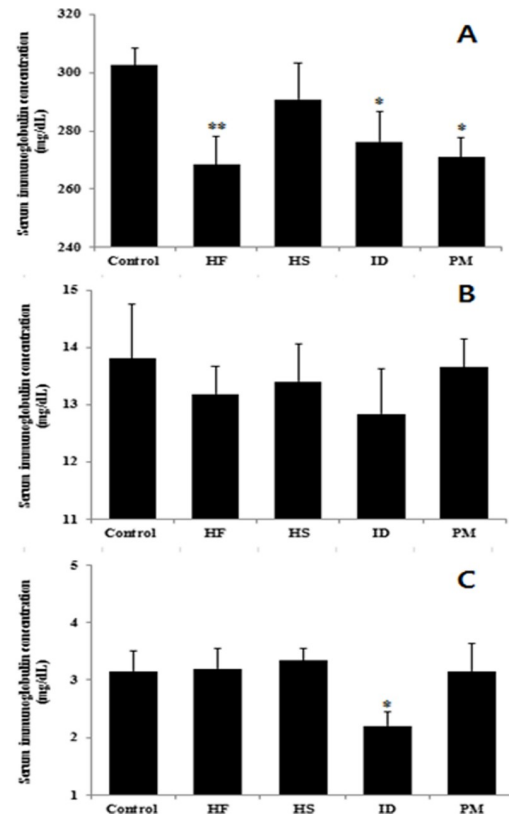 A
Serum immunoglobulin concentration
(mg/dL)
320
300
280
260
240
**
*
*
Control HF HS ID PM
B
Serum immunoglobulin concentration
(mg/dL)
15
14
13
12
11
Control HF HS ID PM
C
Serum immunoglobulin concentration
(mg/dL)
5
4
3
2
1
*
Control HF HS ID PM